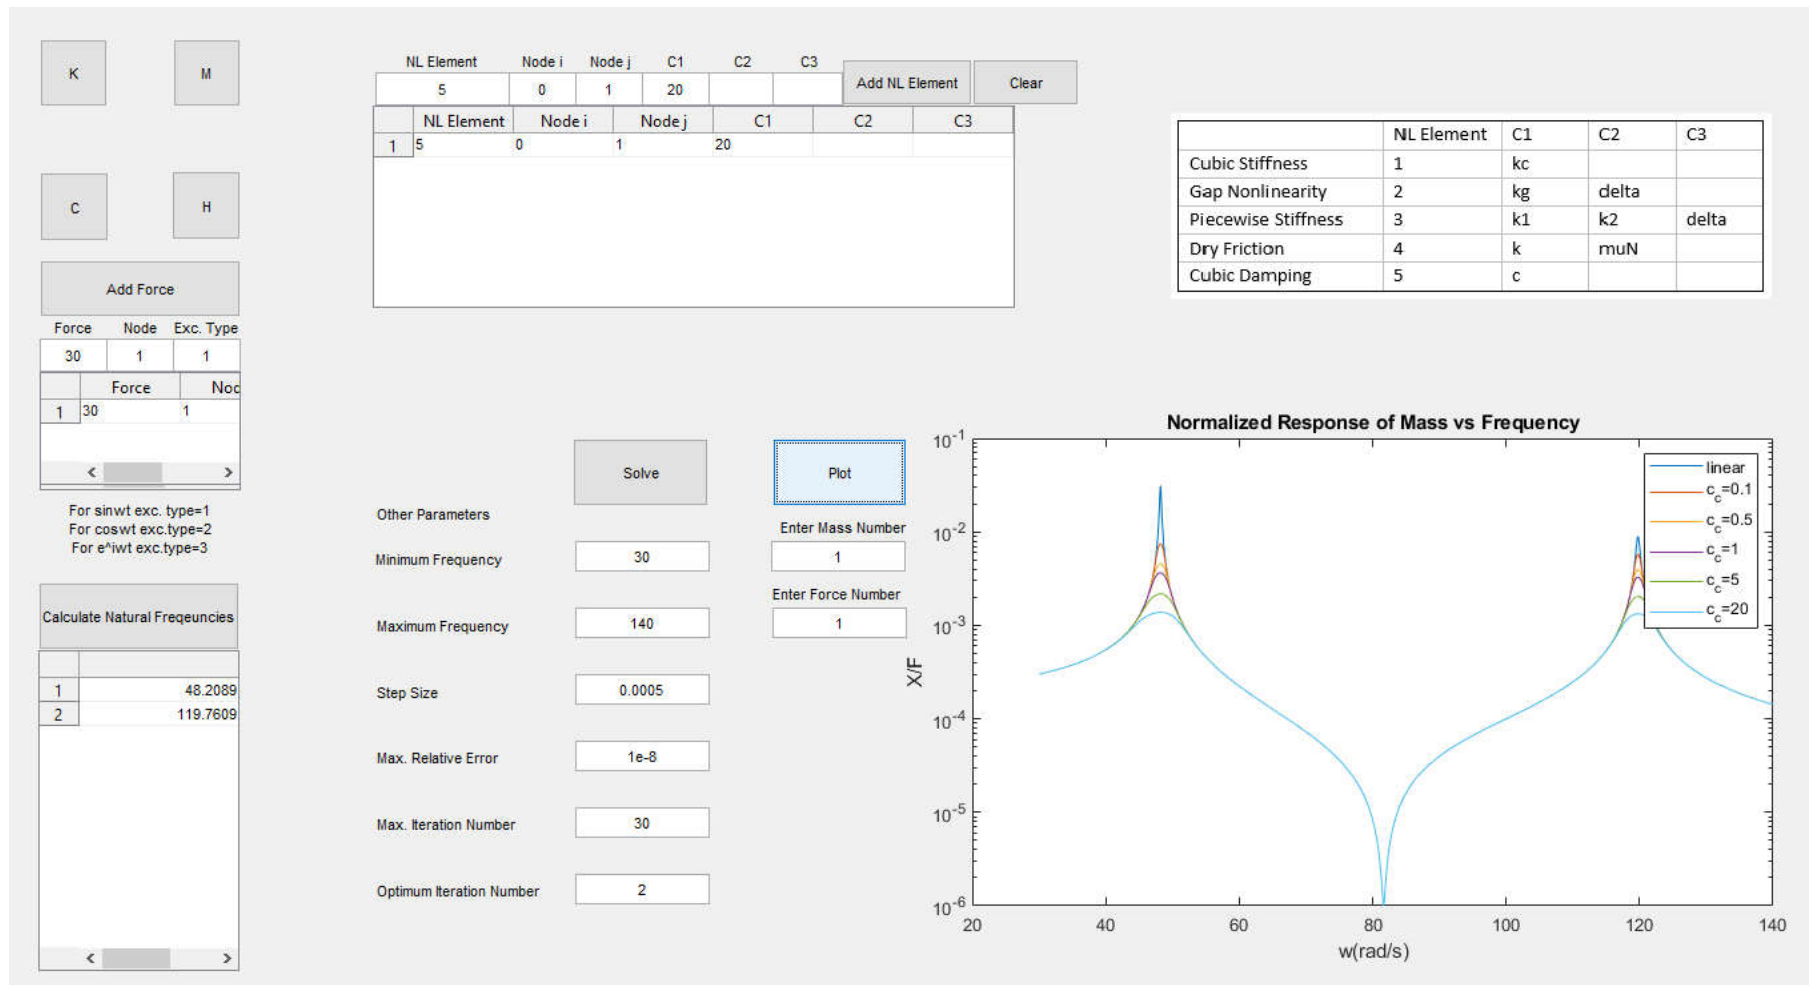 K
M
C
H
Add Force
Force Node Exc. Type
30 1 1
Force Nod
1 30 1
For sinwt exc. type=1
For coswt exc.type=2
For e^iwt exc.type=3
Calculate Natural Freqeuncies
1 48.2089
2 119.7609
NL Element Node i Node j C1 C2 C3
5 0 1 20
Add NL Element
Clear
NL Element Node i Node j C1 C2 C3
1 5 0 1 20
NL Element C1 C2 C3
Cubic Stiffness 1 kc
Gap Nonlinearity 2 kg delta
Piecewise Stiffness 3 k1 k2 delta
Dry Friction 4 k muN
Cubic Damping 5 c
Solve
Plot
Other Parameters
Minimum Frequency 30
Maximum Frequency 140
Step Size 0.0005
Max. Relative Error 1e-8
Max. Iteration Number 30
Optimum Iteration Number 2
Enter Mass Number
1
Enter Force Number
1
Normalized Response of Mass vs Frequency
10^-1
10^-2
10^-3
10^-4
10^-5
10^-6
X/F
linear
c_c=0.1
c_c=0.5
c_c=1
c_c=5
c_c=20
20 40 60 80 100 120 140
w(rad/s)